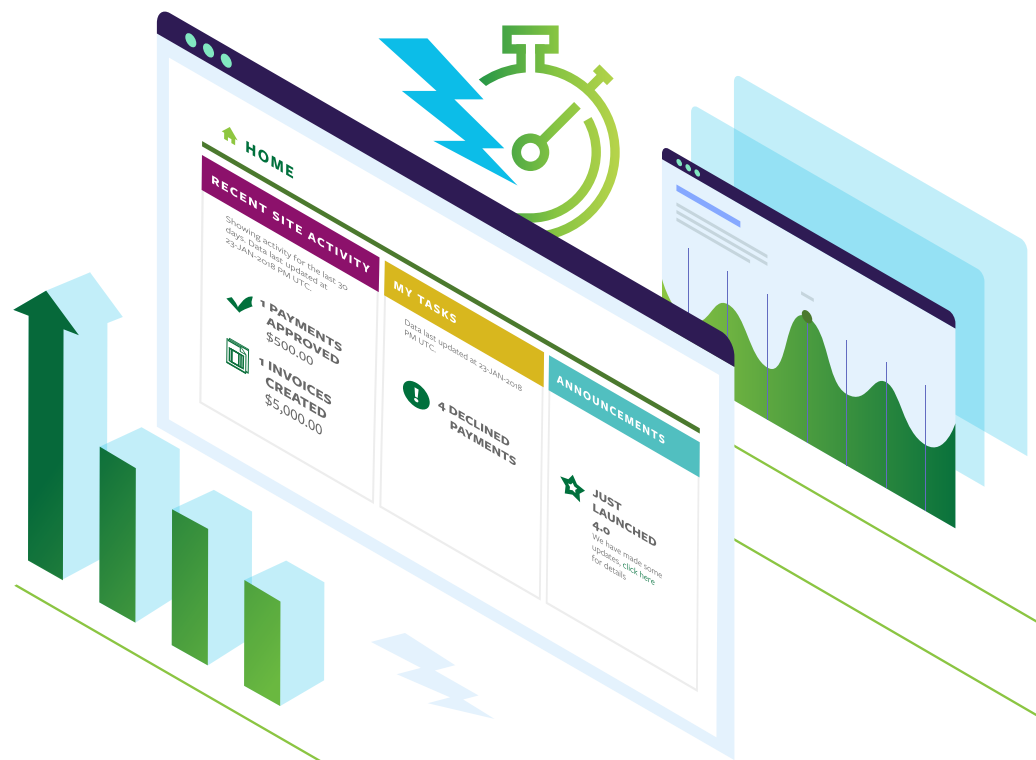 HOME
RECENT SITE ACTIVITY
Showing activity for the last 30
days. Data last updated at
23-JAN-2018 PM UTC.
1 PAYMENTS
APPROVED
$500.00
1 INVOICES
CREATED
$5,000.00
MY TASKS
Data last updated at 23-JAN-2018
PM UTC.
4 DECLINED
PAYMENTS
ANNOUNCEMENTS
JUST
LAUNCHED
4.0
We have made some
updates, click here
for details